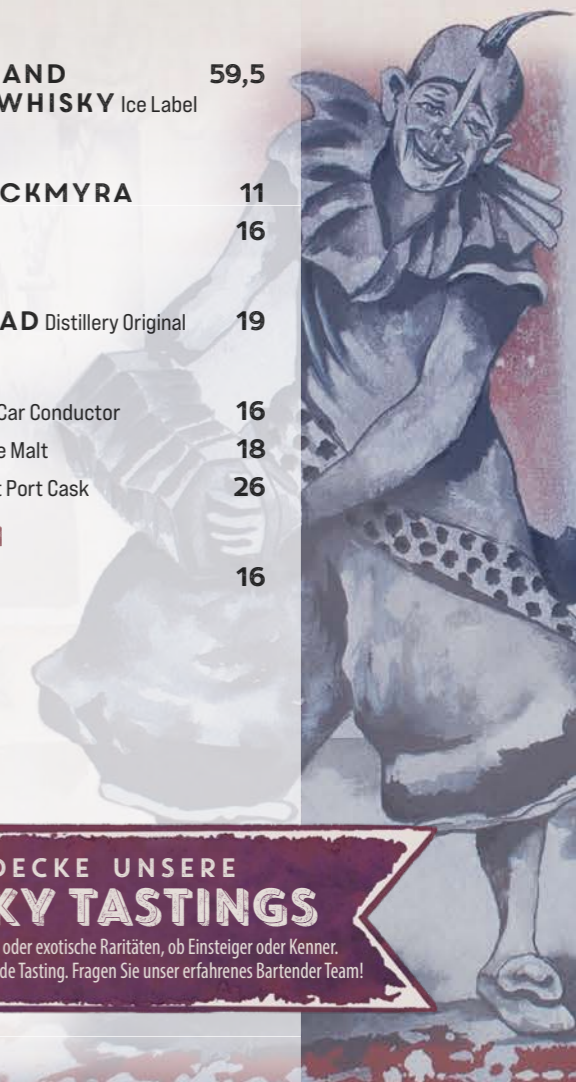 AND 59,5
WHISKY Ice Label
CKMYRA 11
16
AD Distillery Original 19
Car Conductor 16
e Malt 18
t Port Cask 26
16
DECKE UNSERE
KY TASTINGS
oder exotische Raritäten, ob Einsteiger oder Kenner.
de Tasting. Fragen Sie unser erfahrenes Bartender Team!